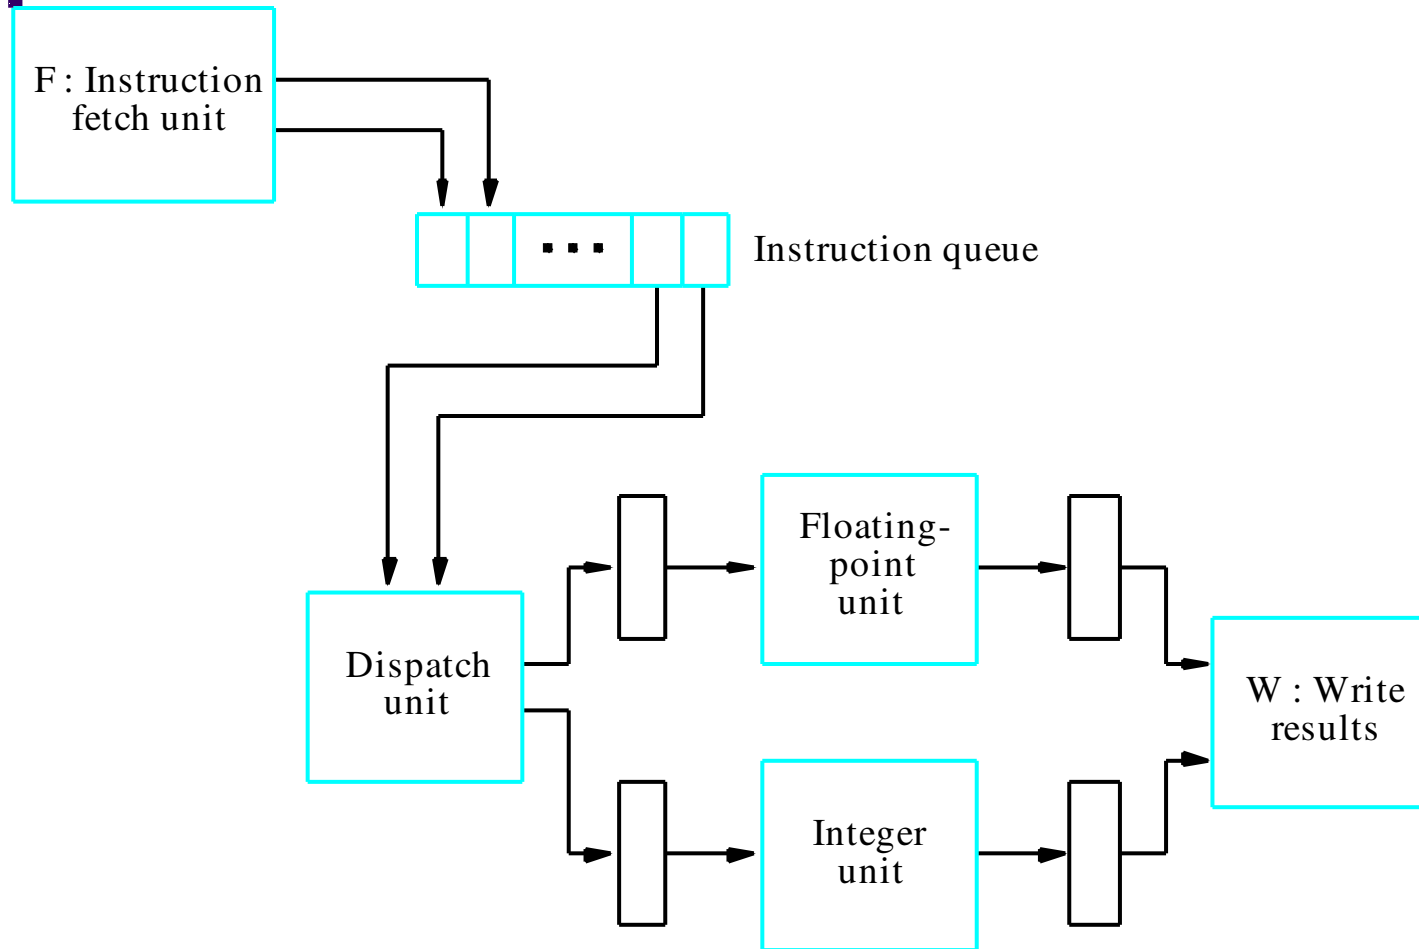 F : Instruction
fetch unit
Instruction queue
Floating-
point
unit
Dispatch
unit
W : Write
results
Integer
unit